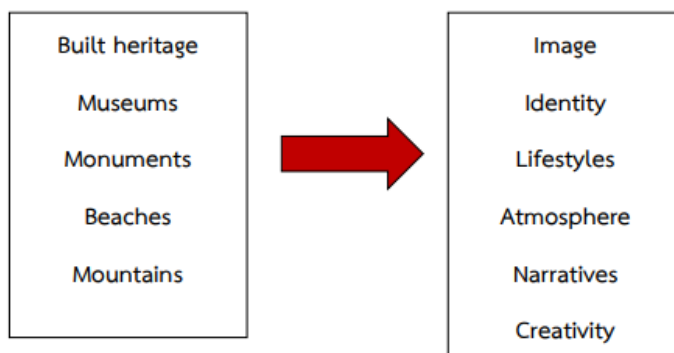 Built heritage
Museums
Monuments
Beaches
Mountains
Image
Identity
Lifestyles
Atmosphere
Narratives
Creativity